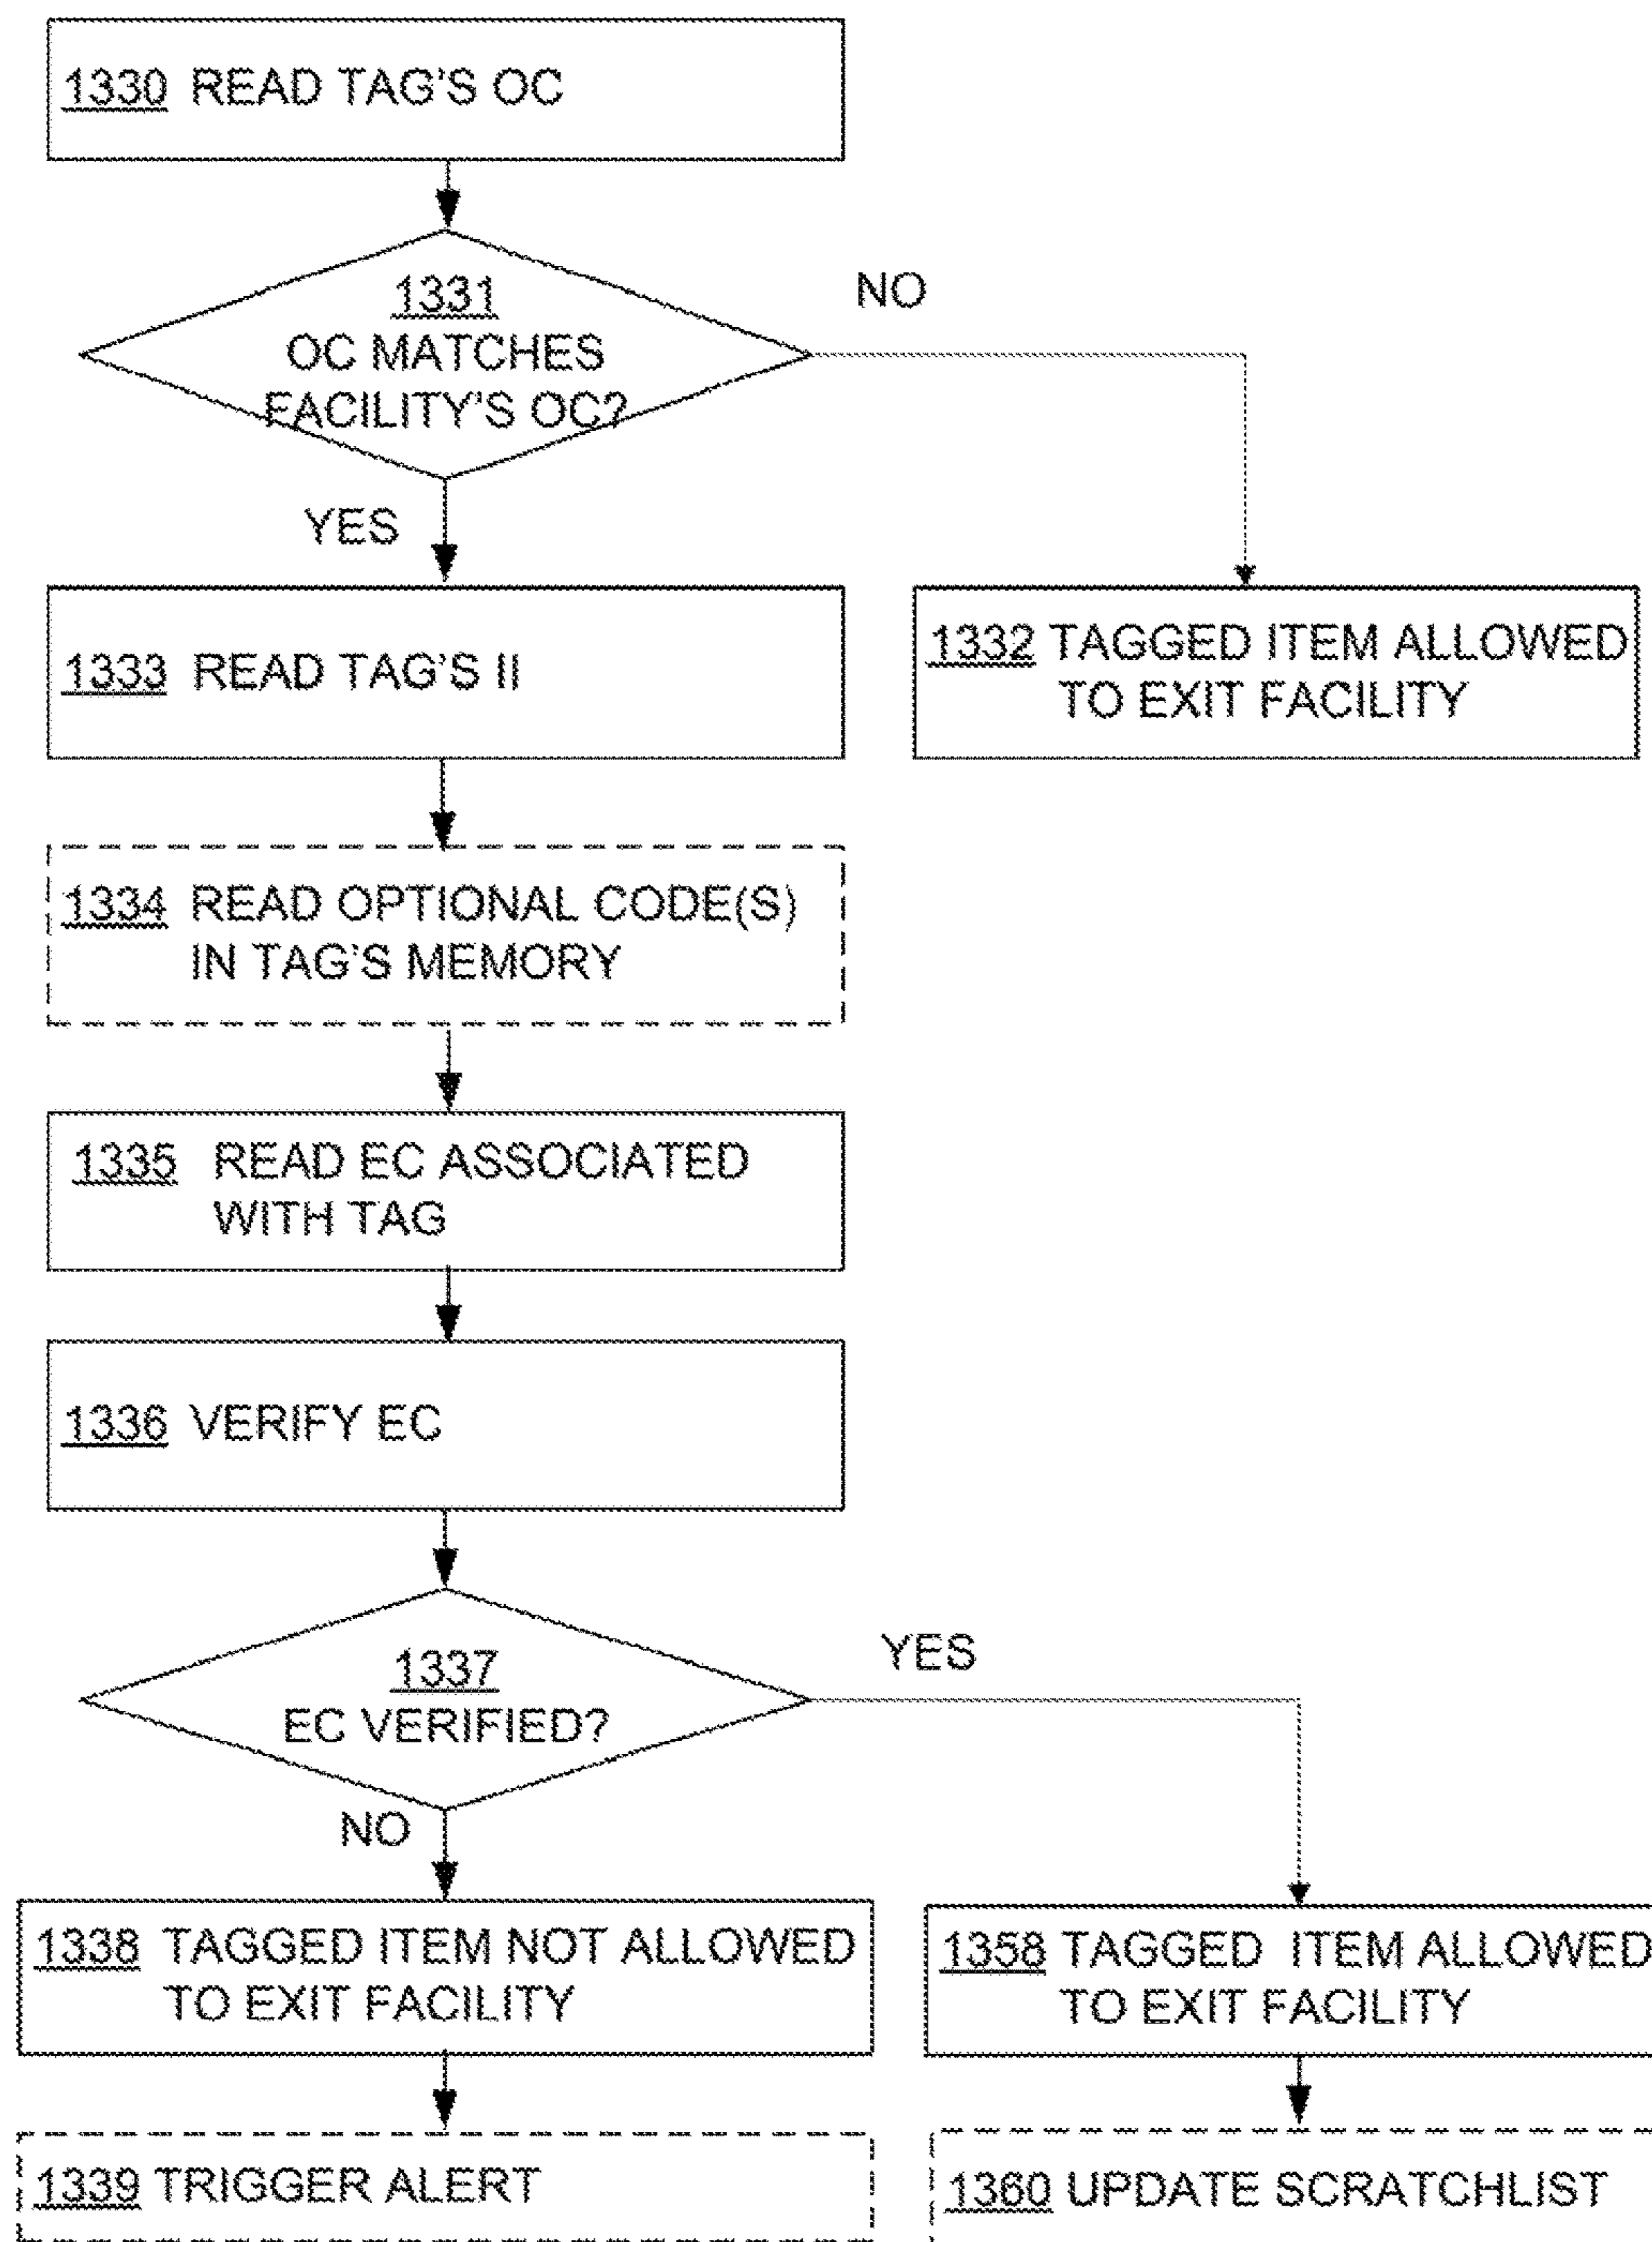 1330 READ TAG'S OC
1331
OC MATCHES
FACILITY'S OC?
NO
YES
1333 READ TAG'S II
1332 TAGGED ITEM ALLOWED
TO EXIT FACILITY
1334 READ OPTIONAL CODE(S)
IN TAG'S MEMORY
1335 READ EC ASSOCIATED
WITH TAG
1336 VERIFY EC
1337
EC VERIFIED?
YES
NO
1338 TAGGED ITEM NOT ALLOWED
TO EXIT FACILITY
1358 TAGGED ITEM ALLOWED
TO EXIT FACILITY
1339 TRIGGER ALERT
1360 UPDATE SCRATCHLIST